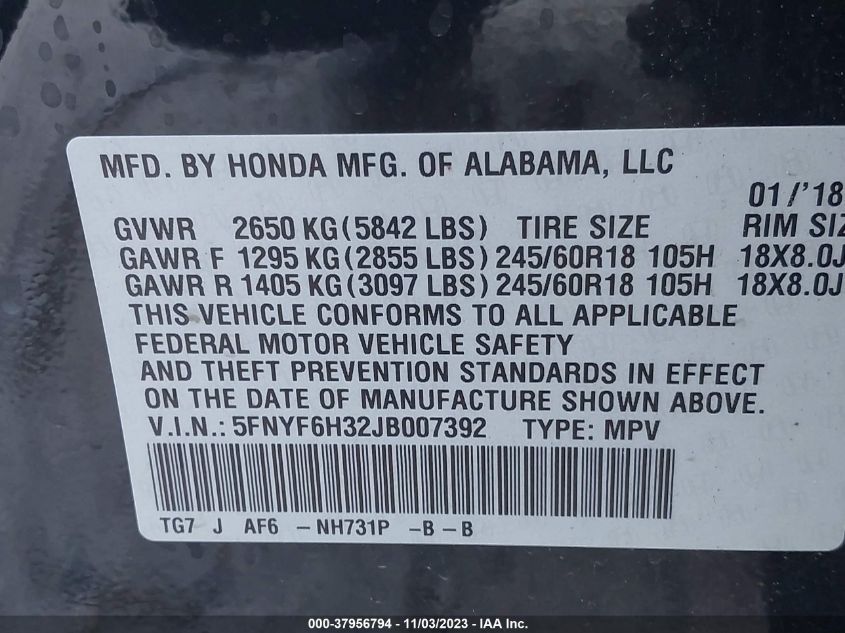 MFD. BY HONDA MFG. OF ALABAMA, LLC
01/'18
GVWR 2650 KG(5842 LBS) TIRE SIZE RIM SIZ
GAWR F 1295 KG(2855 LBS)245/60R18 105H 18X8.0J
GAWR R 1405 KG(3097 LBS)245/60R18 105H 18X8.0J
THIS VEHICLE CONFORMS TO ALL APPLICABLE
FEDERAL MOTOR VEHICLE SAFETY
AND THEFT PREVENTION STANDARDS IN EFFECT
ON THE DATE OF MANUFACTURE SHOWN ABOVE.
V.I.N.: 5FNYF6H32JB007392 TYPE: MPV
TG7 J AF6 – NH731P –B – B
000-37956794 - 11/03/2023 - IAA, Inc.